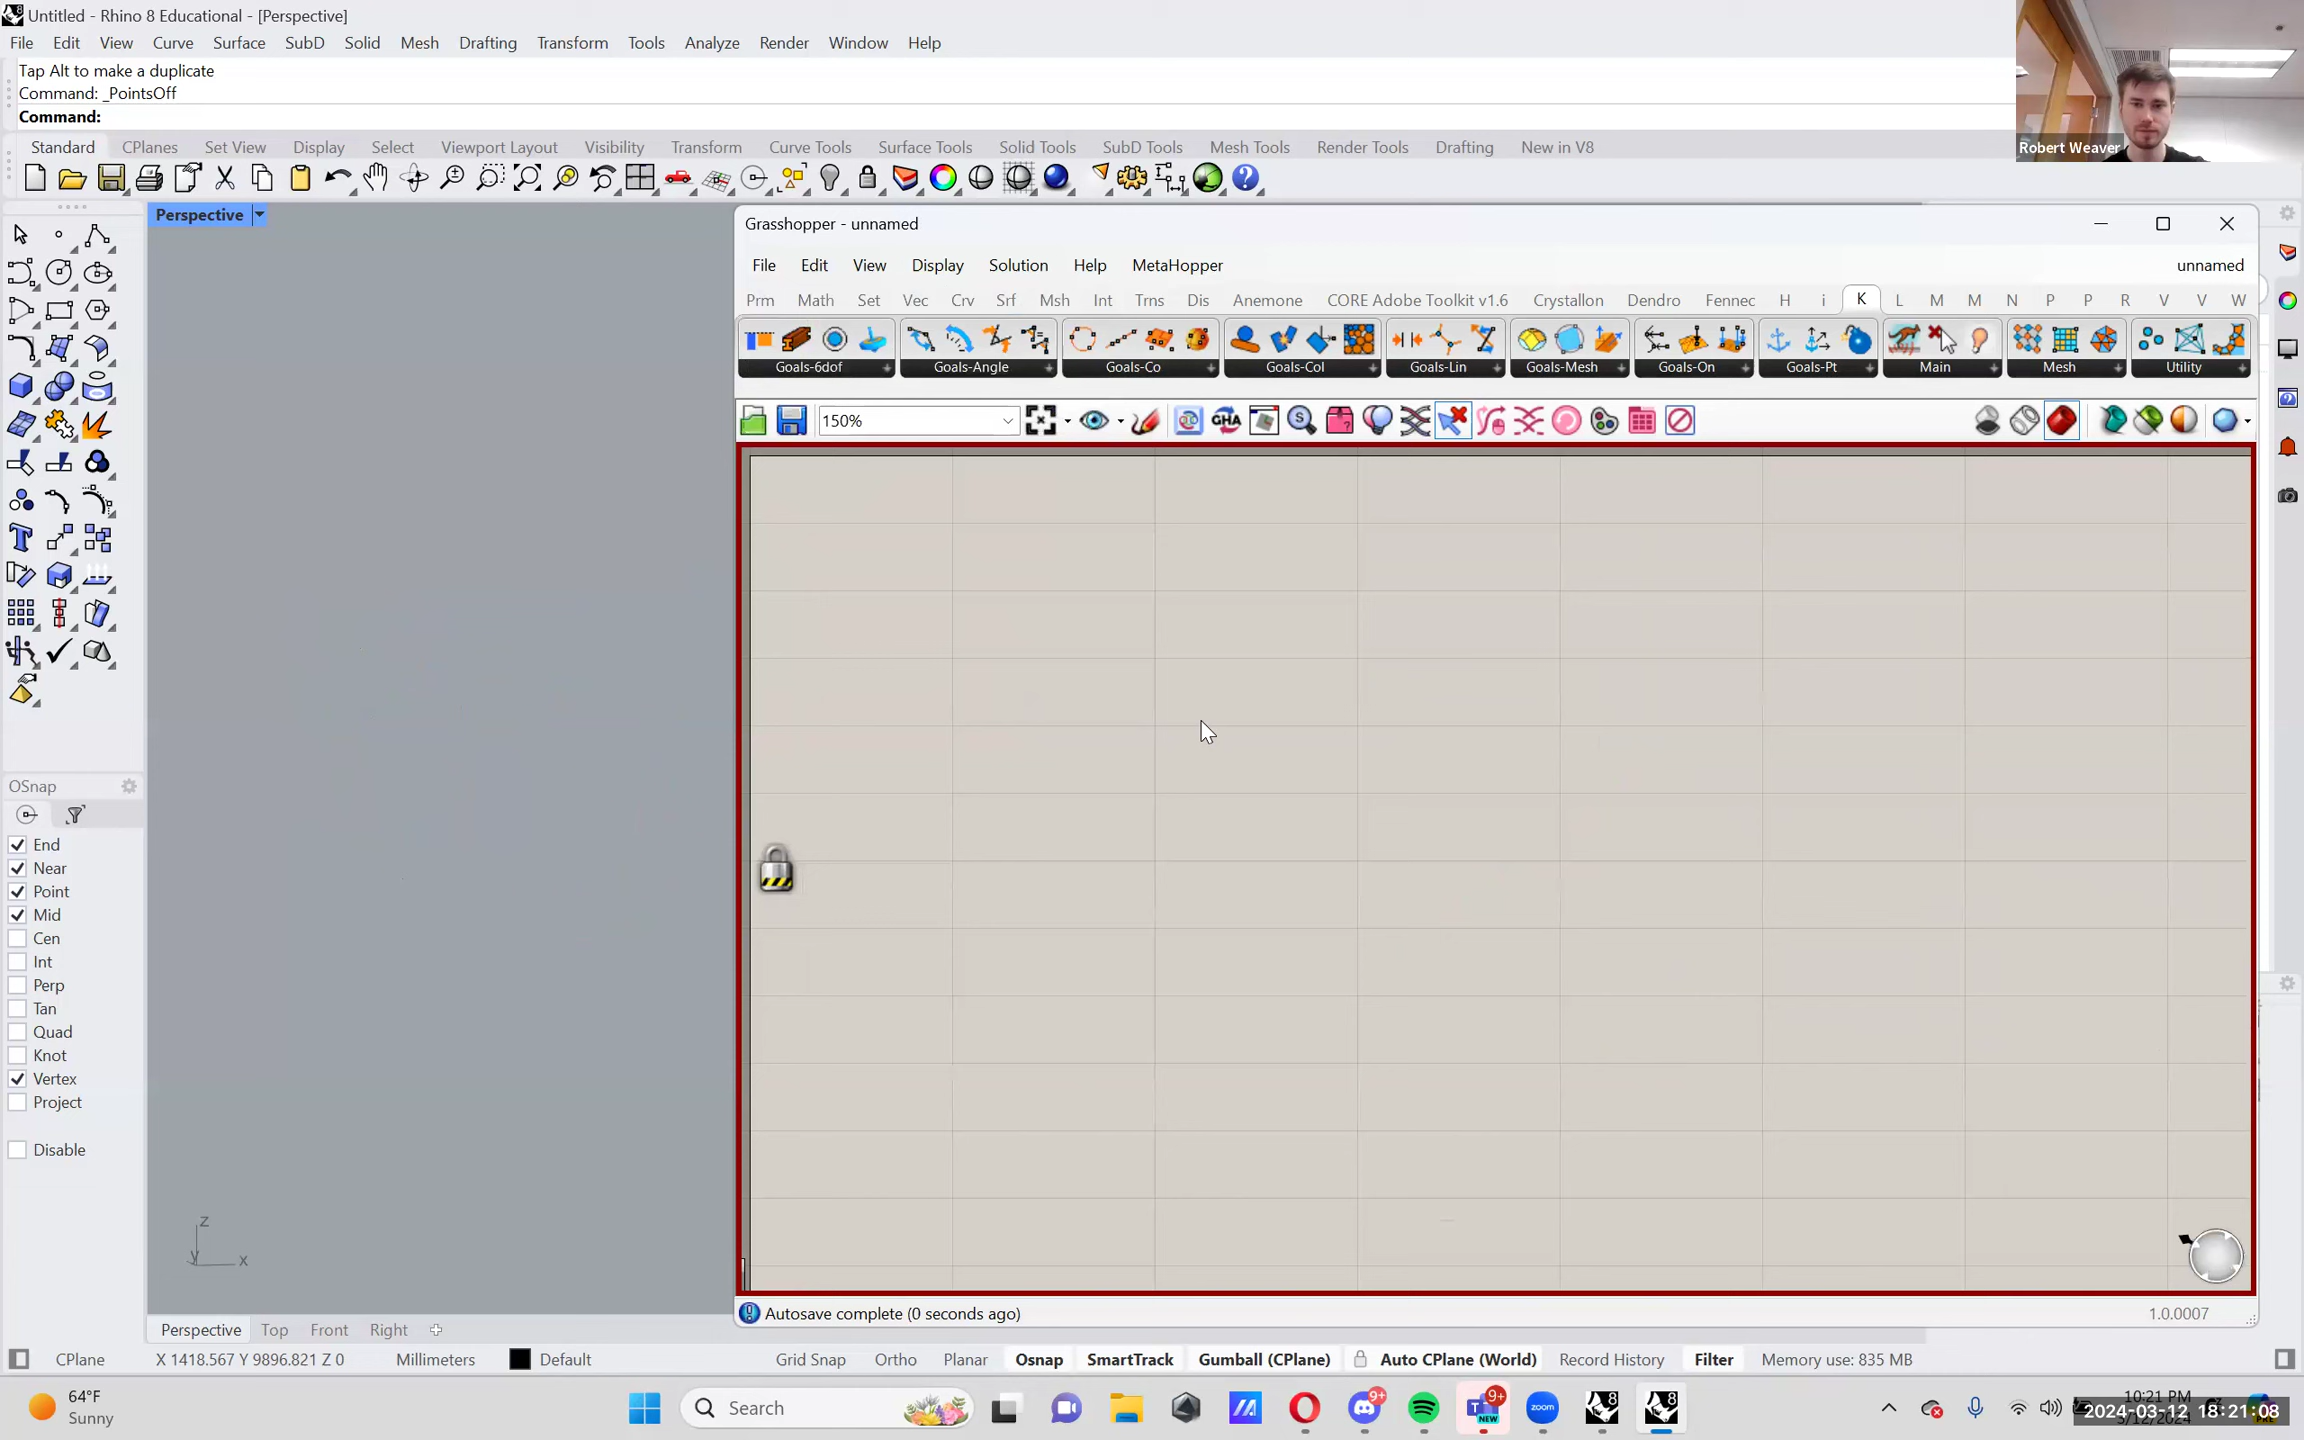 Untitled - Rhino 8 Educational - [Perspective]
File Edit View Curve Surface SubD Solid Mesh Drafting Transform Tools Analyze Render Window Help
Tap Alt to make a duplicate
Command: _PointsOff
Command:
Robert Weaver
Standard CPlanes Set View Display Select Viewport Layout Visibility Transform Curve Tools Surface Tools Solid Tools SubD Tools Mesh Tools Render Tools Drafting New in V8
Perspective
Grasshopper - unnamed
File Edit View Display Solution Help MetaHopper unnamed
Prm Math Set Vec Crv Srf Msh Int Trns Dis Anemone CORE Adobe Toolkit v1.6 Crystallon Dendro Fennec H i K L M M N P P R V V W
Goals-6dof Goals-Angle Goals-Co Goals-Col Goals-Lin Goals-Mesh Goals-On Goals-Pt Main Mesh Utility
150%
GHA
OSnap
End
Near
Point
Mid
Cen
Int
Perp
Tan
Quad
Knot
Vertex
Project
Disable
z
y x
Autosave complete (0 seconds ago) 1.0.0007
Perspective Top Front Right
CPlane X 1418.567 Y 9896.821 Z 0 Millimeters Default Grid Snap Ortho Planar Osnap SmartTrack Gumball (CPlane) Auto CPlane (World) Record History Filter Memory use: 835 MB
64°F
Sunny
Search
9+
9+
NEW
zoom
10:21 PM
2024-03-12 18:21:08